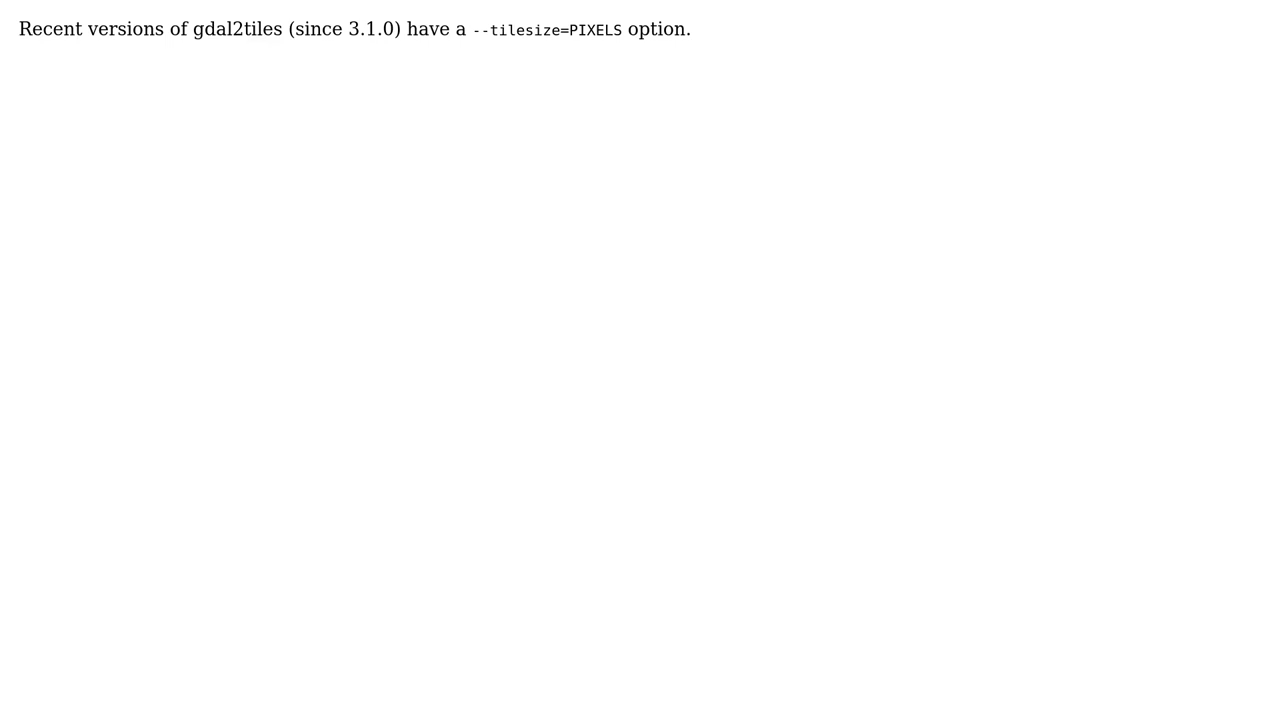 Recent versions of gdal2tiles (since 3.1.0) have a --tilesize=PIXELS option.